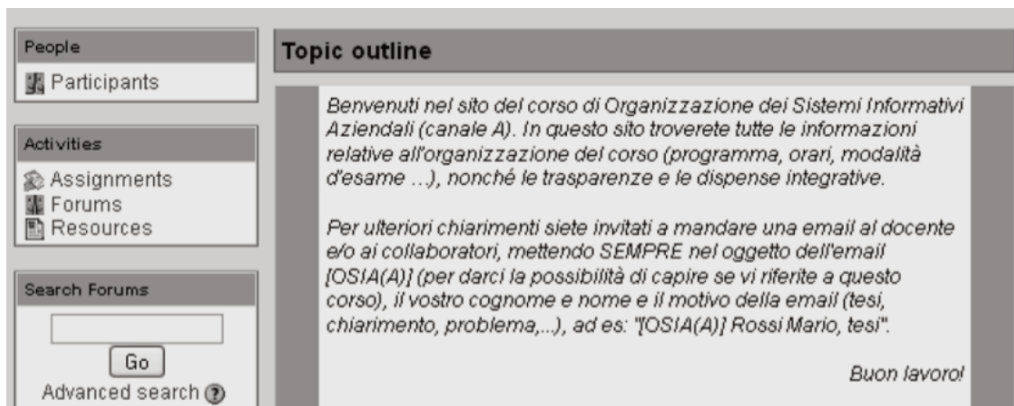 People
Participants
Activities
Assignments
Forums
Resources
Search Forums
Go
Advanced search ?
Topic outline
Benvenuti nel sito del corso di Organizzazione dei Sistemi Informativi
Aziendali (canale A). In questo sito troverete tutte le informazioni
relative all'organizzazione del corso (programma, orari, modalità
d'esame ...), nonché le trasparenze e le dispense integrative.
Per ulteriori chiarimenti siete invitati a mandare una email al docente
e/o ai collaboratori, mettendo SEMPRE nel oggetto dell'email
[OSIA(A)] (per darci la possibilità di capire se vi riferite a questo
corso), il vostro cognome e nome e il motivo della email (tesi,
chiarimento, problema,...), ad es: "[OSIA(A)] Rossi Mario, tesi".
Buon lavoro!